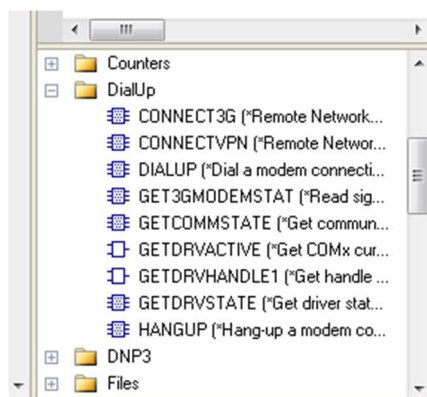 Counters
DialUp
CONNECT3G (*Remote Network...
CONNECTVPN (*Remote Networ...
DIALUP (*Dial a modem connecti...
GET3GMODEMSTAT (*Read sig...
GETCOMMSTATE (*Get commun...
GETDRVACTIVE (*Get COMx cur...
GETDRVHANDLE1 (*Get handle ...
GETDRVSTATE (*Get driver stat...
HANGUP (*Hang-up a modem co...
DNP3
Files